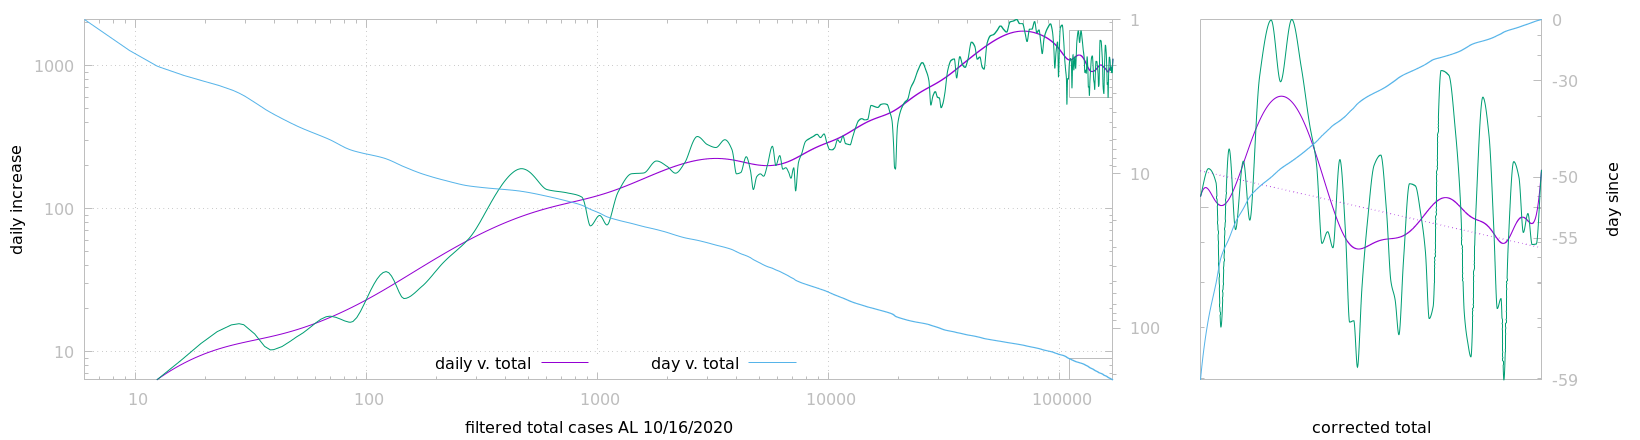 1000
100
10
daily increase
10
100
1000
10000
100000
filtered total cases AL 10/16/2020
daily v. total
day v. total
1
10
100
0
-30
-50
-55
-59
day since
corrected total